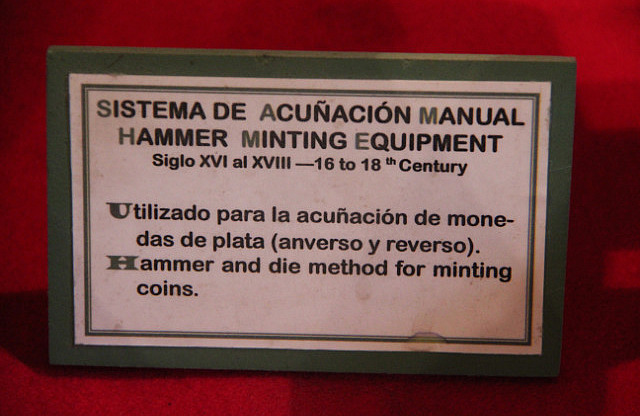 SISTEMA DE ACUÑACIÓN MANUAL
HAMMER MINTING EQUIPMENT
Siglo XVI al XVIII —16 to 18 th Century
Utilizado para la acuñación de mone-
das de plata (anverso y reverso).
Hammer and die method for minting
coins.